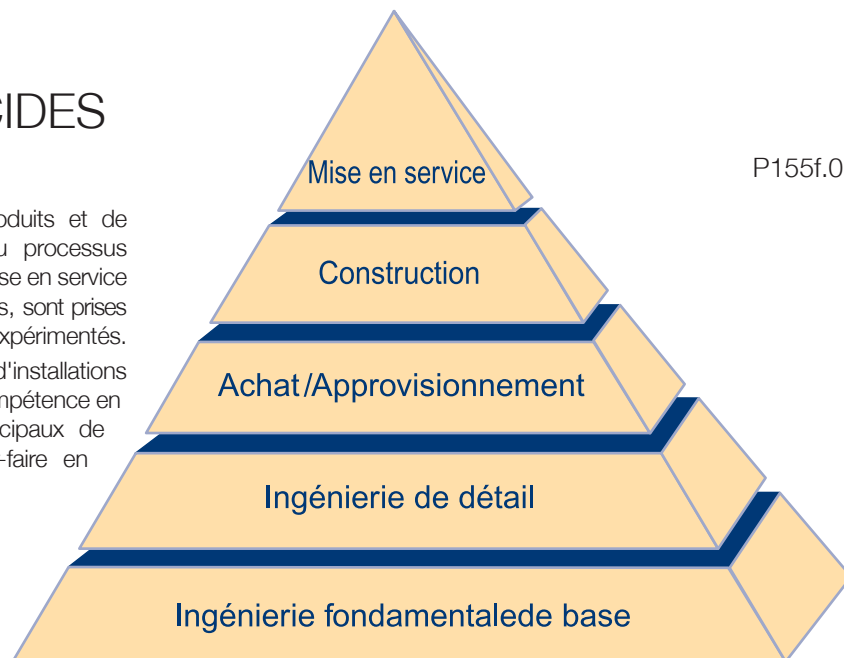 CIDES
P155f.0
oduits et de
u processus
se en service
s, sont prises
xpérimentés.
d'installations
mpétence en
cipaux de
-faire en
Mise en service
Construction
Achat/Approvisionnement
Ingénierie de détail
Ingénierie fondamentalede base